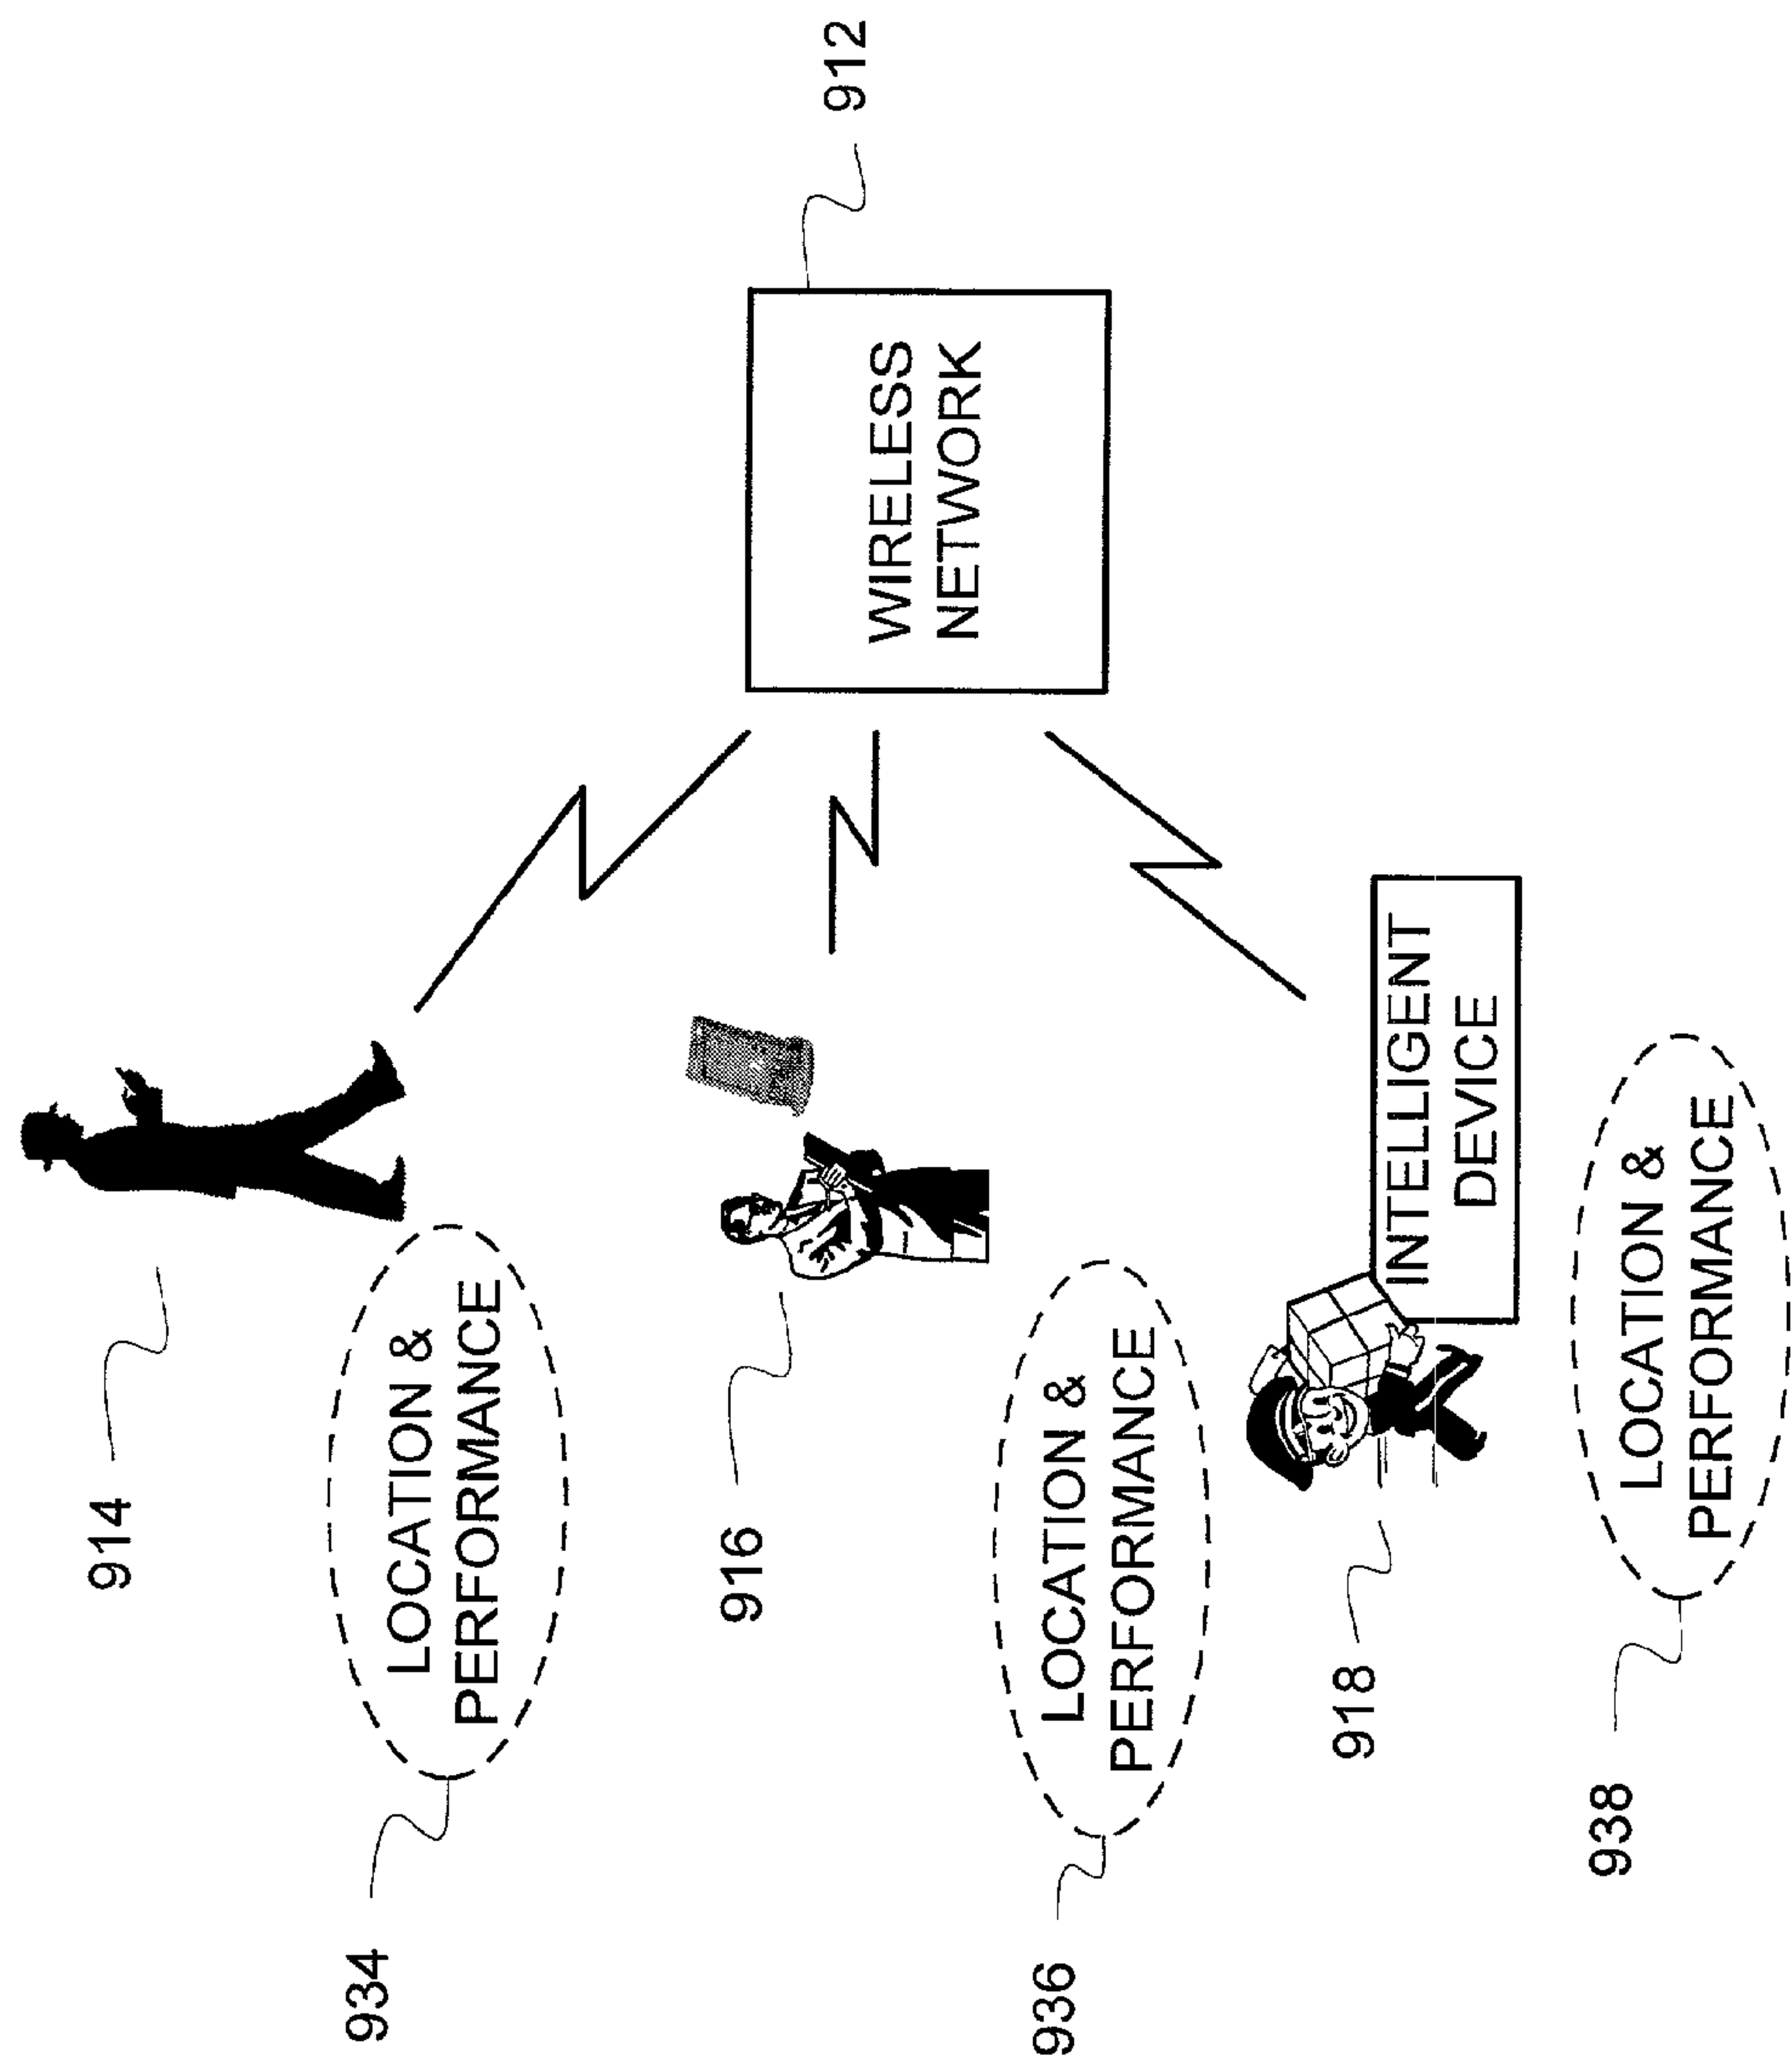 914
934
LOCATION &
PERFORMANCE
916
936
LOCATION &
PERFORMANCE
918
938
LOCATION &
PERFORMANCE
INTELLIGENT
DEVICE
WIRELESS
NETWORK
912